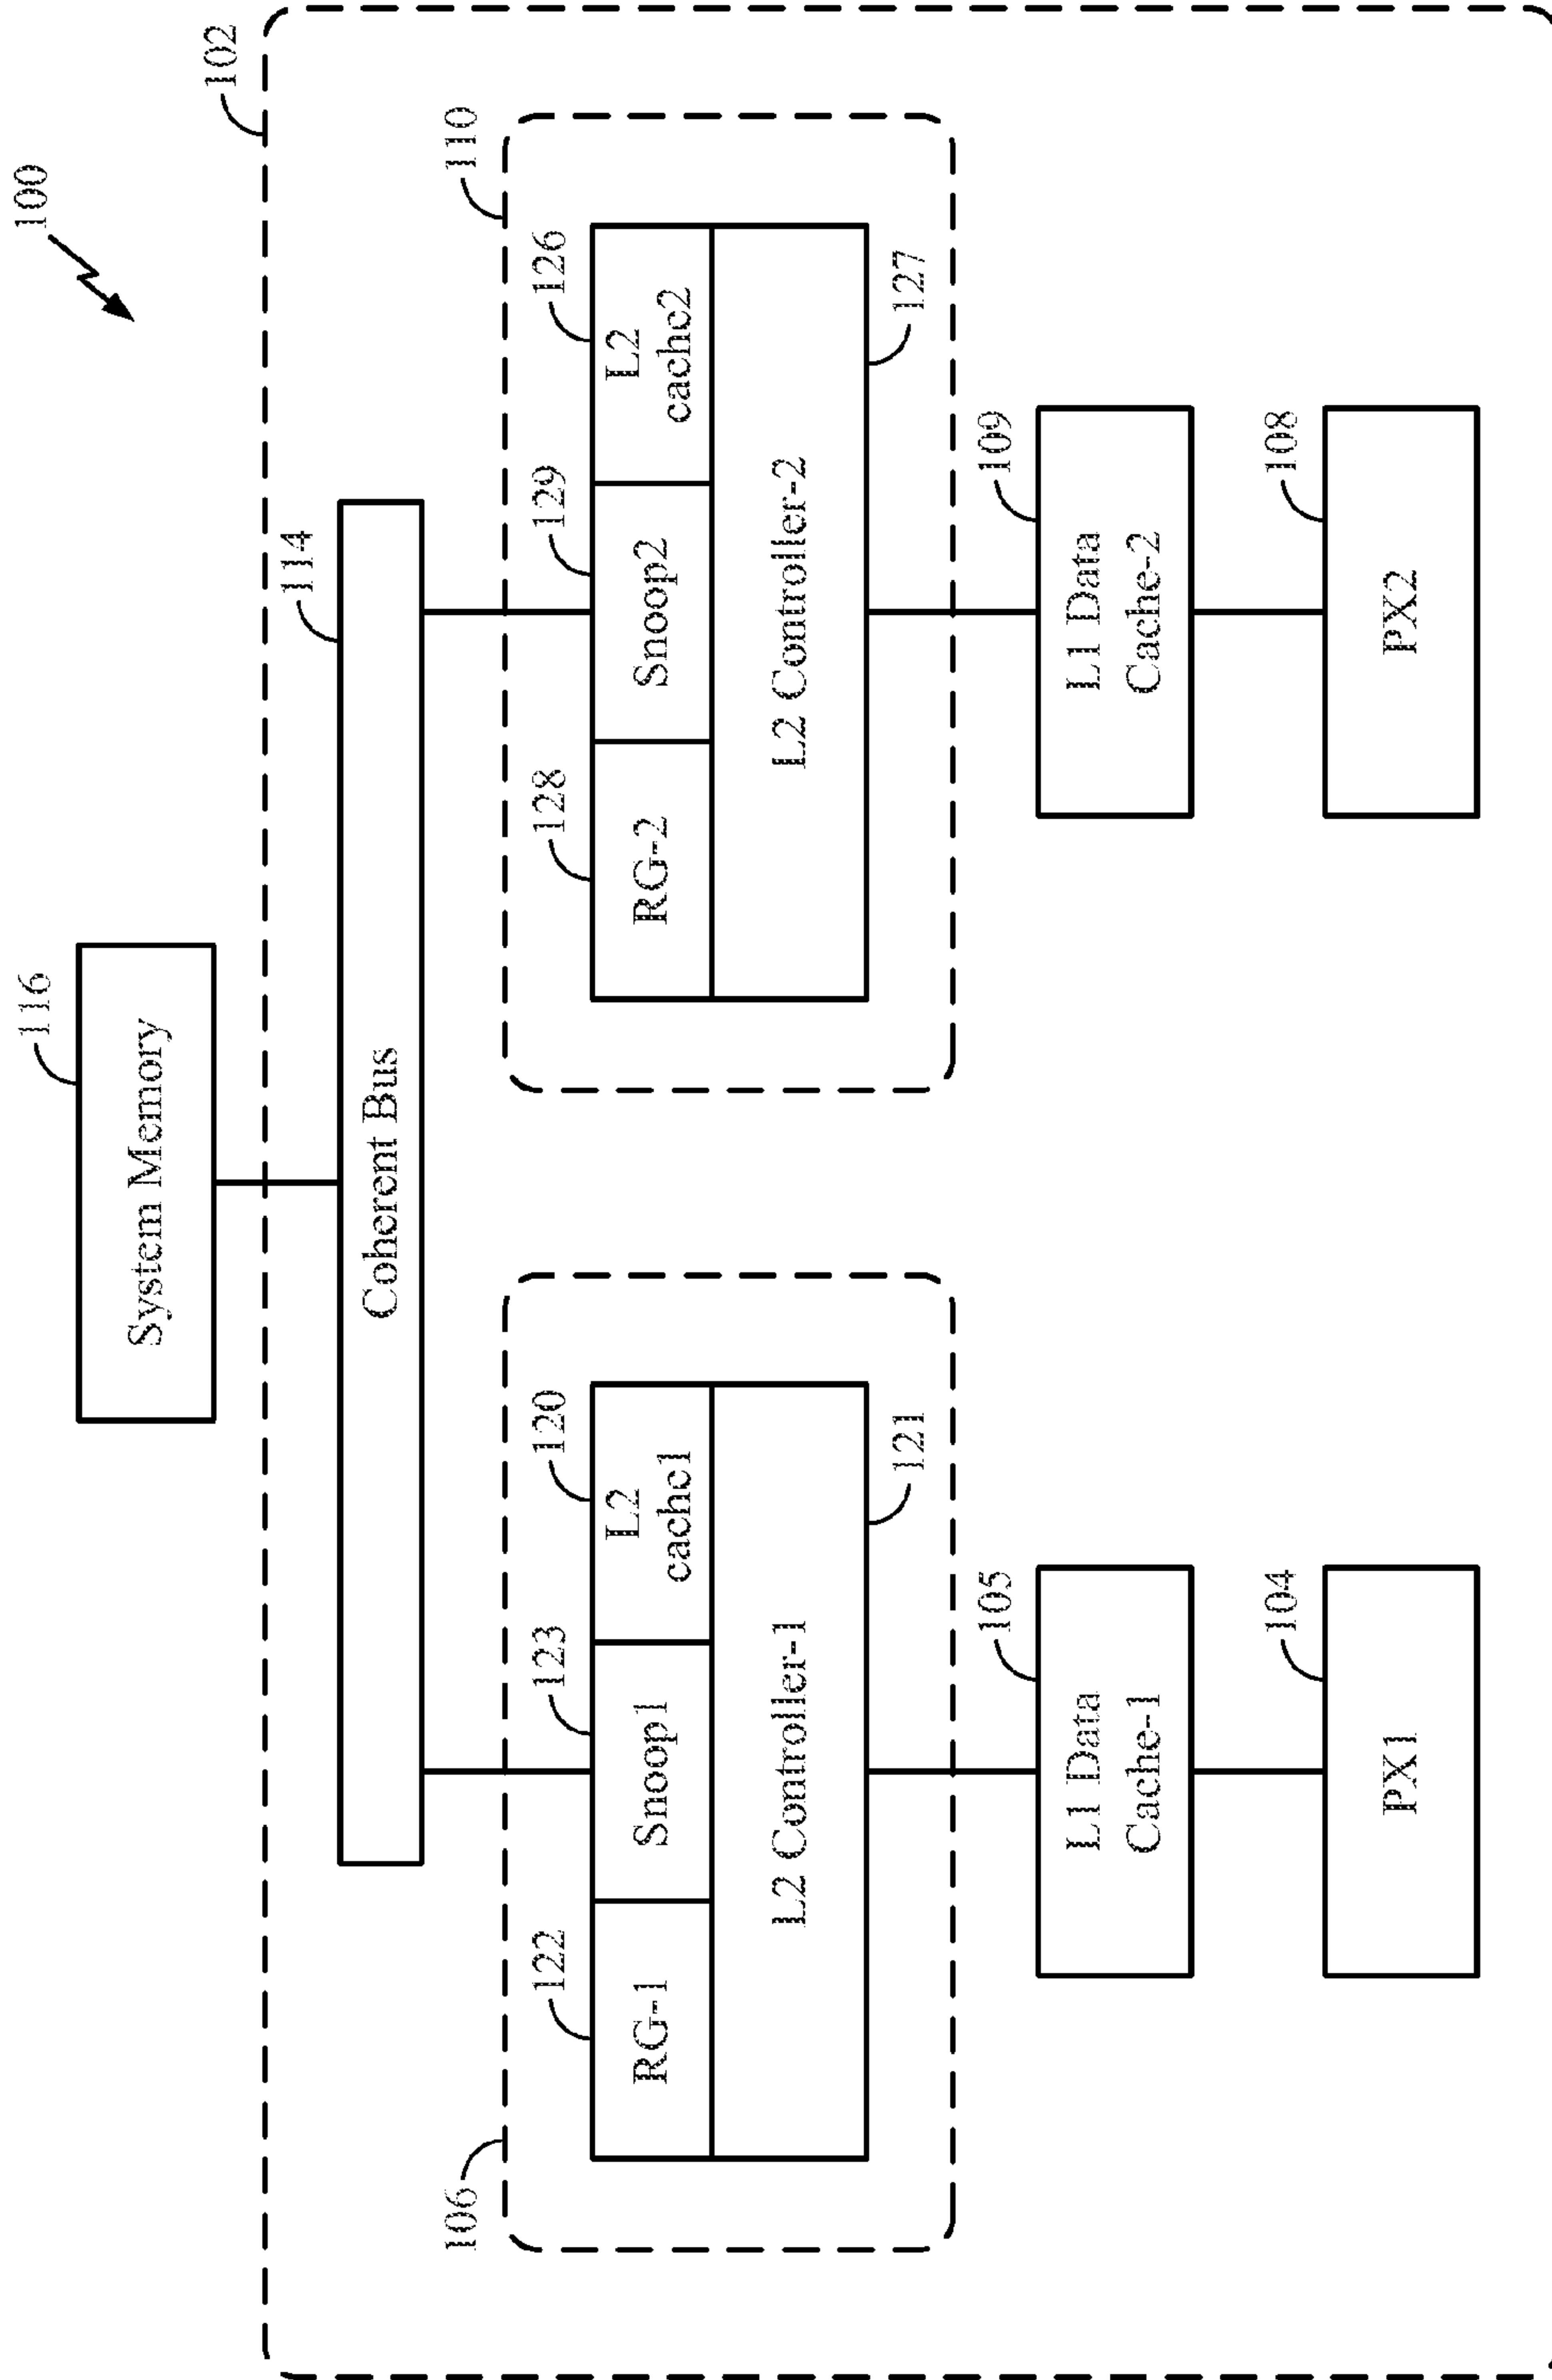 116
100
System Memory
102
114
Coherent Bus
106
110
122
123
120
128
129
126
RG-1
Snoop1
L2
cache1
RG-2
Snoop2
L2
cache2
L2 Controller-1
L2 Controller-2
121
127
105
109
L1 Data
Cache-1
L1 Data
Cache-2
104
108
PX1
PX2